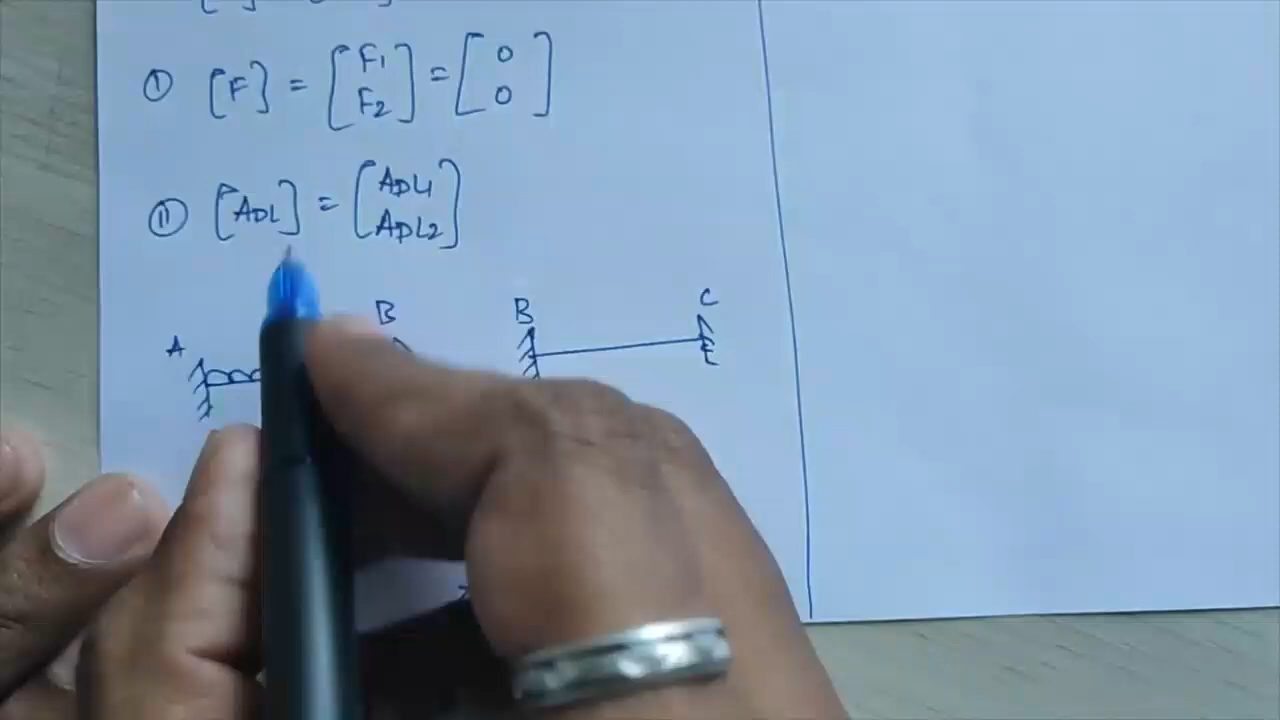 ① [F] = [F1 F2] = [0 0]
② [ADL] = [ADL1 ADL2]
A B B C